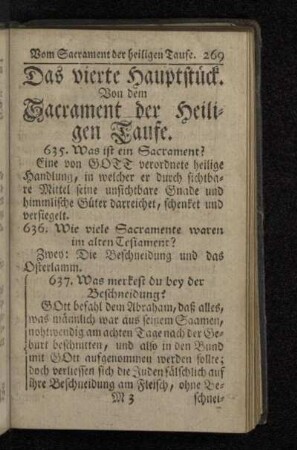 Vom Sacrament der heiligen Taufe. 269
Das vierte Hauptstück.
Von dem
Sacrament der Heili-
gen Taufe.
635. Was ist ein Sacrament?
Eine von GOTT verordnete heilige
Handlung, in welcher er durch sichtba-
re Mittel seine unsichtbare Gnade und
himmlische Güter darreichet, schenket und
versiegelt.
636. Wie viele Sacramente waren
im alten Testament?
Zwey: Die Beschneidung und das
Osterlamm.
637. Was merkest du bey der
Beschneidung?
GOtt befahl dem Abraham, daß alles,
was männlich war aus seinem Saamen,
nohtwendig am achten Tage nach der Ge-
burt beschnitten, und also in den Bund
mit GOtt aufgenommen werden sollte;
doch verliessen sich die Juden fälschlich auf
ihre Beschneidung am Fleisch, ohne Be-
M 3 schnei-